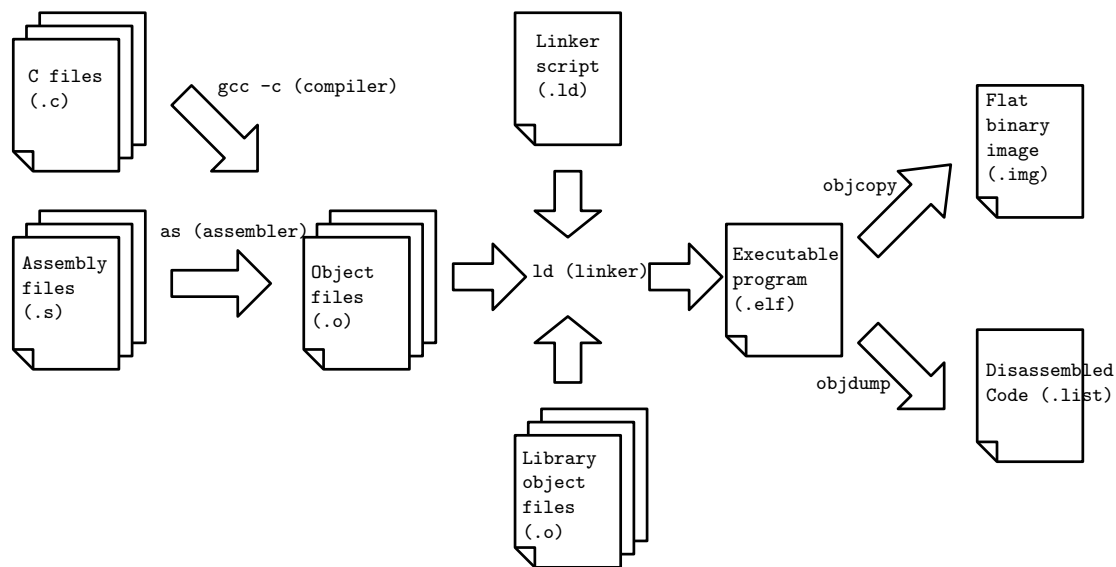 C files
(.c)
gcc -c (compiler)
Linker
script
(.ld)
Flat
binary
image
(.img)
objcopy
as (assembler)
Assembly
files
(.s)
Object
files
(.o)
ld (linker)
Executable
program
(.elf)
objdump
Disassembled
Code (.list)
Library
object
files
(.o)